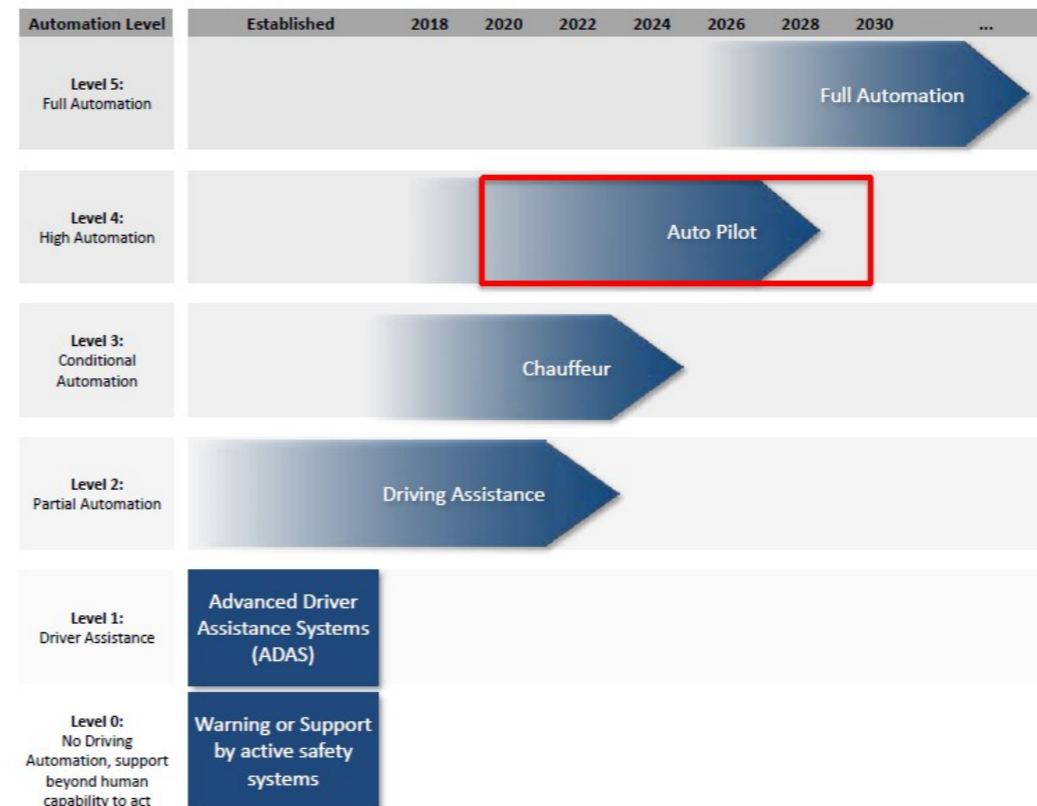 Automation Level Established 2018 2020 2022 2024 2026 2028 2030 ...
Level 5:
Full Automation
Full Automation
Level 4:
High Automation
Auto Pilot
Level 3:
Conditional
Automation
Chauffeur
Level 2:
Partial Automation
Driving Assistance
Level 1:
Driver Assistance
Advanced Driver
Assistance Systems
(ADAS)
Level 0:
No Driving
Automation, support
beyond human
capability to act
Warning or Support
by active safety
systems